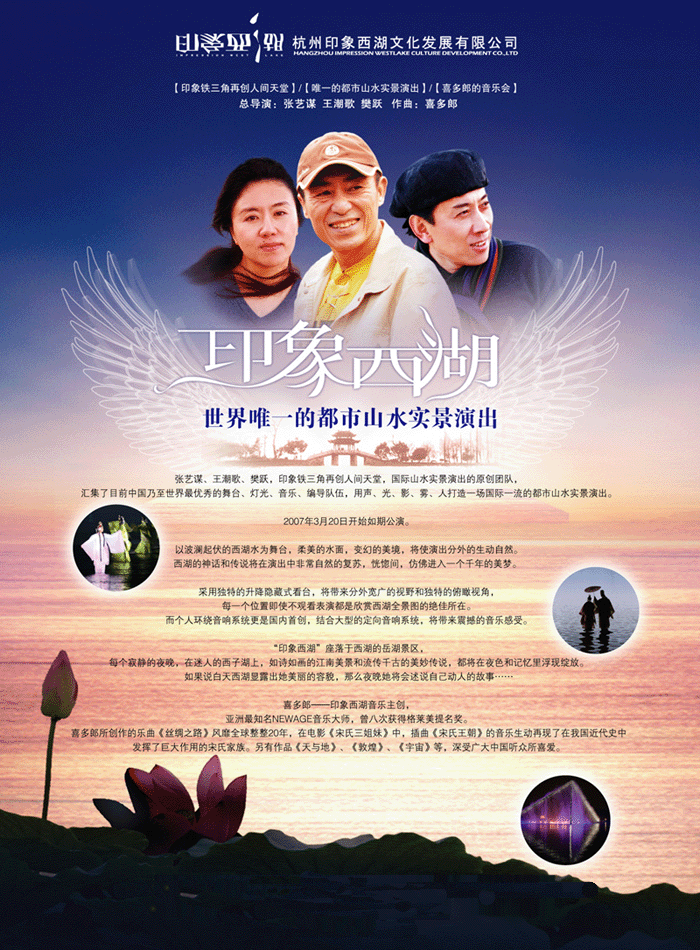 印象西湖
IMPRESSION WEST LAKE
杭州印象西湖文化发展有限公司
HANGZHOU IMPRESSION WESTLAKE CULTURE DEVELOPMENT CO.,LTD
【印象铁三角再创人间天堂】/【唯一的都市山水实景演出】/【喜多郎的音乐会】
总导演：张艺谋 王潮歌 樊跃 作曲：喜多郎
印象西湖
世界唯一的都市山水实景演出
张艺谋、王潮歌、樊跃，印象铁三角再创人间天堂，国际山水实景演出的原创团队，
汇集了目前中国乃至世界最优秀的舞台、灯光、音乐、编导队伍，用声、光、影、雾、人打造一场国际一流的都市山水实景演出。
2007年3月20日开始如期公演。
以波澜起伏的西湖水为舞台，柔美的水面，变幻的美境，将使演出分外的生动自然。
西湖的神话和传说将在演出中非常自然的复苏，恍惚间，仿佛进入一个千年的美梦。
采用独特的升降隐藏式看台，将带来分外宽广的视野和独特的俯瞰视角，
每一个位置即使不观看表演都是欣赏西湖全景图的绝佳所在。
而个人环绕音响系统更是国内首创，结合大型的定向音响系统，将带来震撼的音乐感受。
“印象西湖”座落于西湖的岳湖景区，
每个寂静的夜晚，在迷人的西子湖上，如诗如画的江南美景和流传千古的美妙传说，都将在夜色和记忆里浮现绽放。
如果说白天西湖显露出她美丽的容貌，那么夜晚她将会述说自己动人的故事……
喜多郎——印象西湖音乐主创，
亚洲最知名NEWAGE音乐大师，曾八次获得格莱美提名奖。
喜多郎所创作的乐曲《丝绸之路》风靡全球整整20年，在电影《宋氏三姐妹》中，插曲《宋氏王朝》的音乐生动再现了在我国近代史中
发挥了巨大作用的宋氏家族。另有作品《天与地》、《敦煌》、《宇宙》等，深受广大中国听众所喜爱。